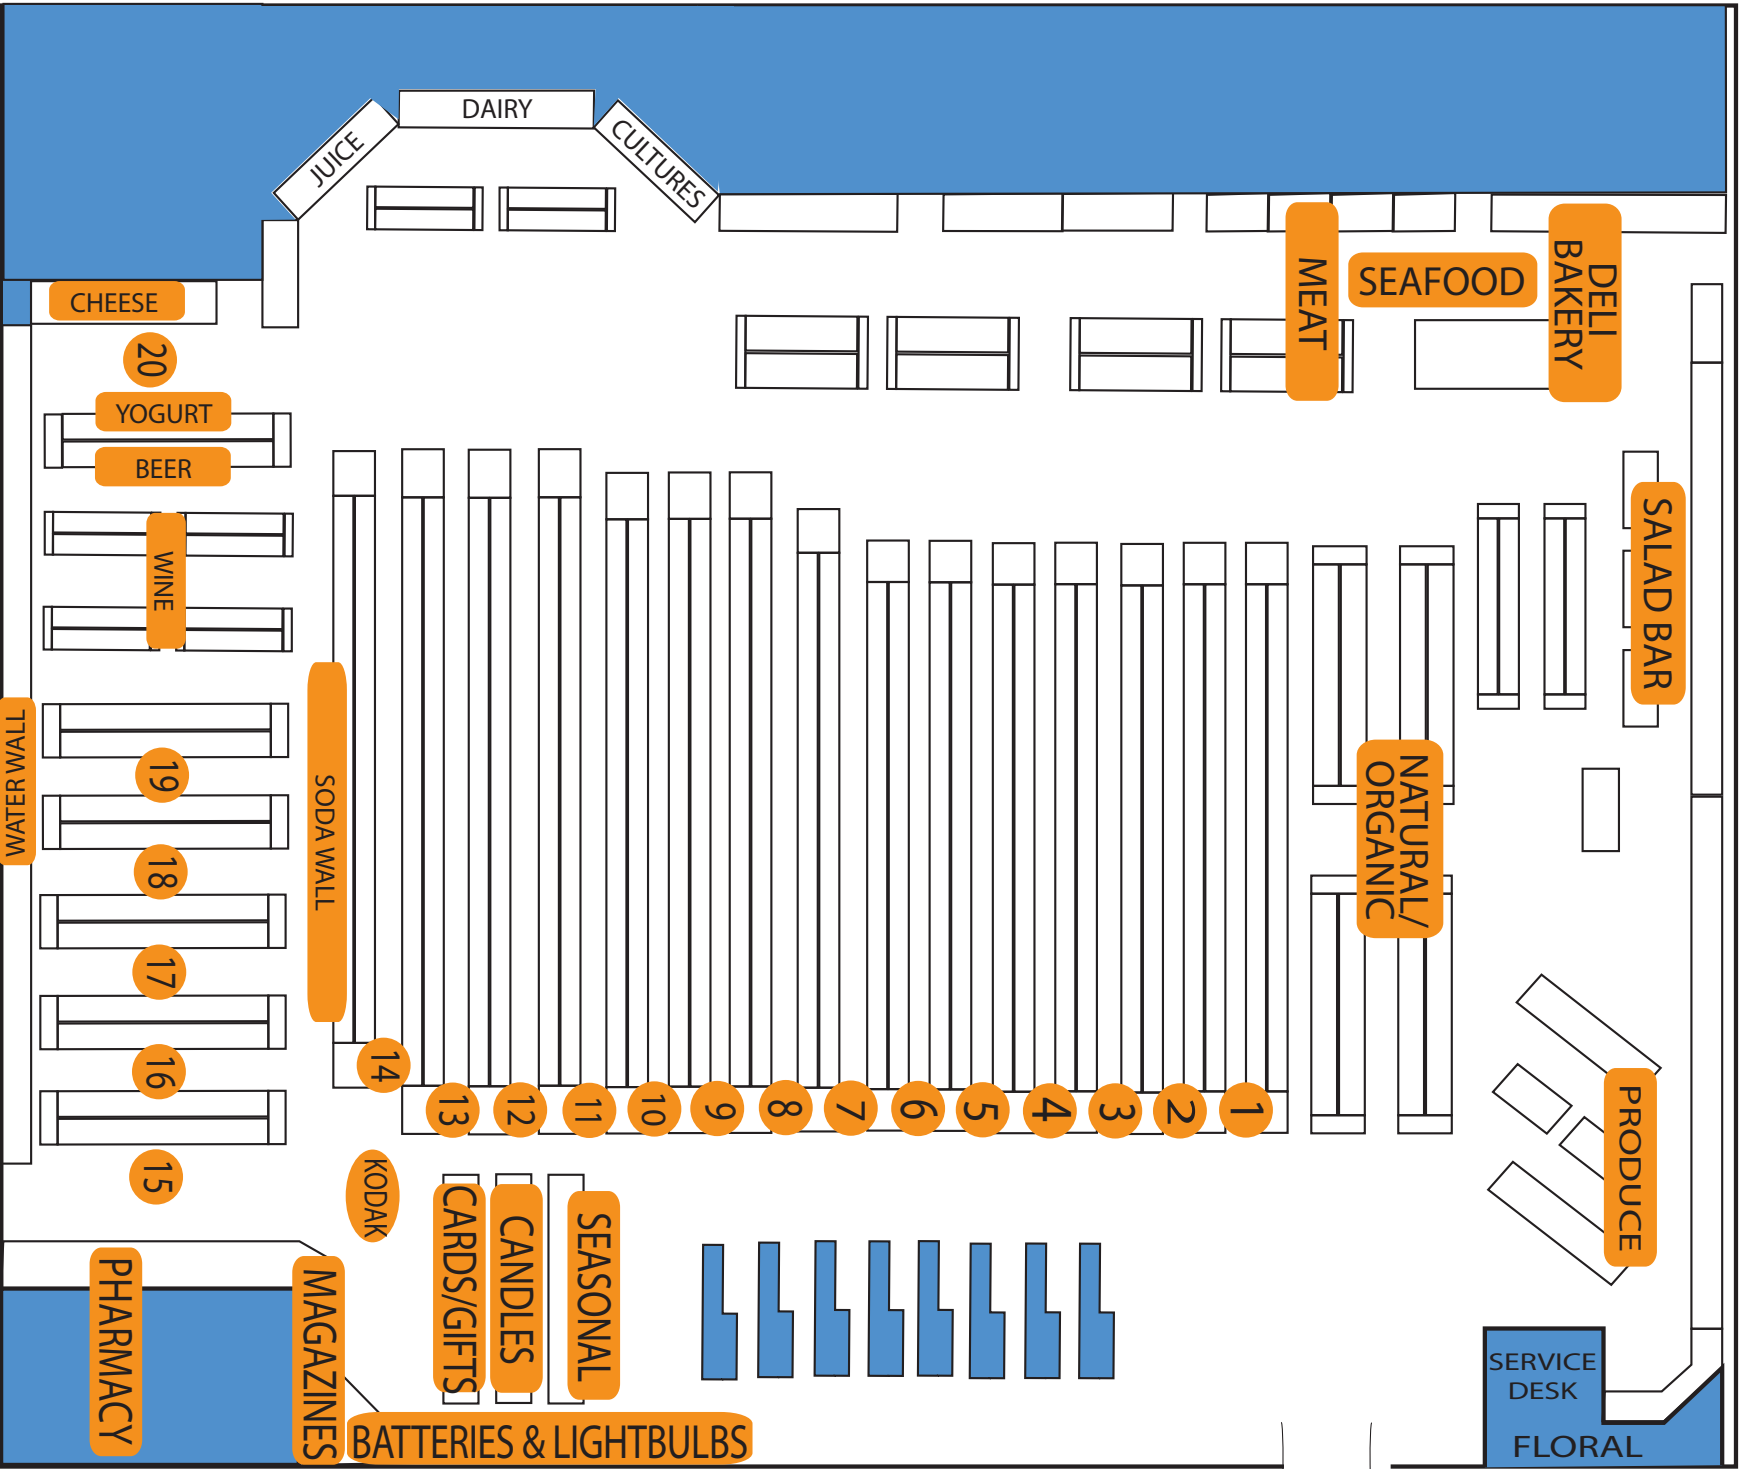 DAIRY
JUICE
CULTURES
CHEESE
MEAT
SEAFOOD
DELI
BAKERY
20
YOGURT
BEER
WINE
SALAD BAR
WATER WALL
SODA WALL
NATURAL/
ORGANIC
19
18
17
16
15
14
13
12
11
10
9
8
7
6
5
4
3
2
1
PRODUCE
KODAK
CARDS/GIFTS
CANDLES
SEASONAL
PHARMACY
MAGAZINES
BATTERIES & LIGHTBULBS
SERVICE
DESK
FLORAL